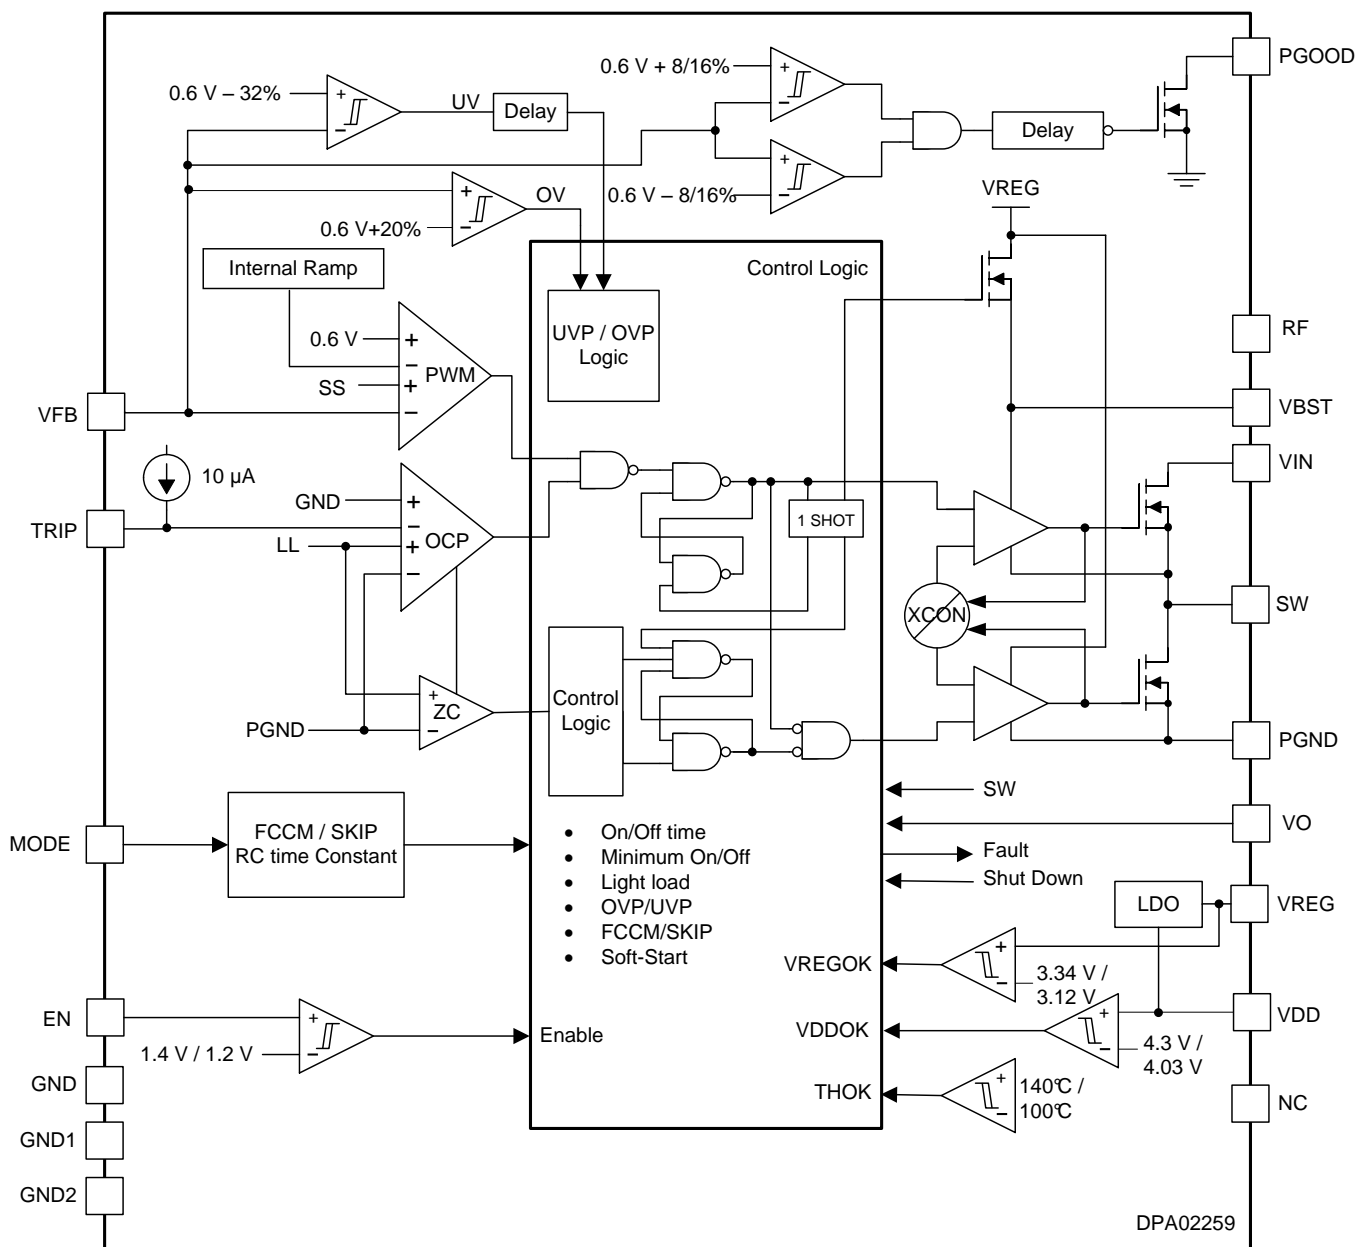 PGOOD
0.6 V + 8/16%
0.6 V – 32%
UV
Delay
Delay
0.6 V – 8/16%
VREG
OV
0.6 V+20%
Control Logic
Internal Ramp
UVP / OVP
Logic
RF
0.6 V
PWM
SS
VFB
VBST
VIN
10 µA
GND
TRIP
1 SHOT
LL
OCP
XCON
SW
Control
Logic
ZC
PGND
PGND
SW
VO
MODE
FCCM / SKIP
RC time Constant
• On/Off time
• Minimum On/Off
• Light load
• OVP/UVP
• FCCM/SKIP
• Soft-Start
Fault
Shut Down
LDO
VREG
VREGOK
3.34 V /
3.12 V
EN
Enable
VDDOK
VDD
1.4 V / 1.2 V
4.3 V /
4.03 V
GND
THOK
140°C /
100°C
NC
GND1
GND2
DPA02259